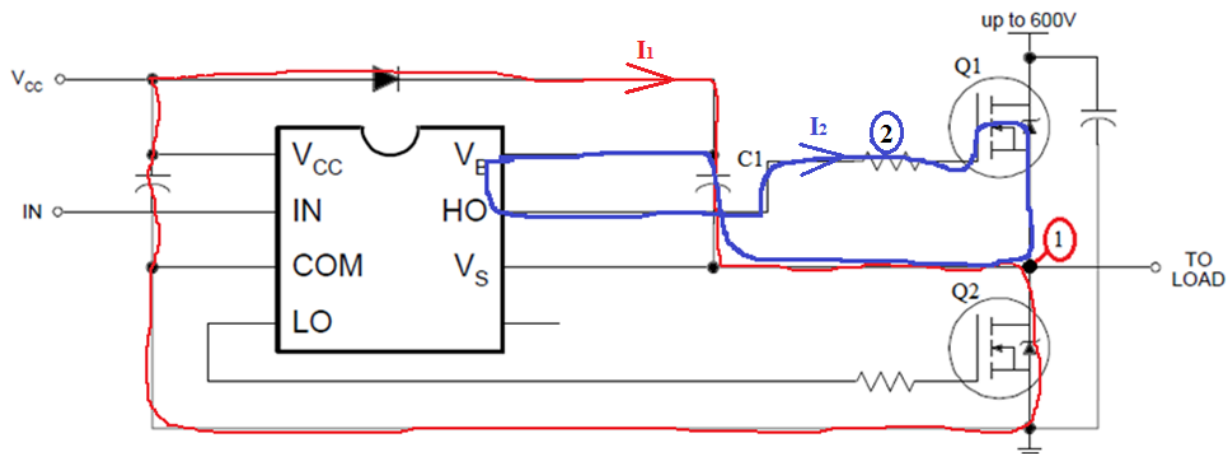 up to 600V
I1
Q1
VCC
I2
2
C1
VCC
VB
IN
IN
HO
1
COM
VS
TO
LOAD
Q2
LO